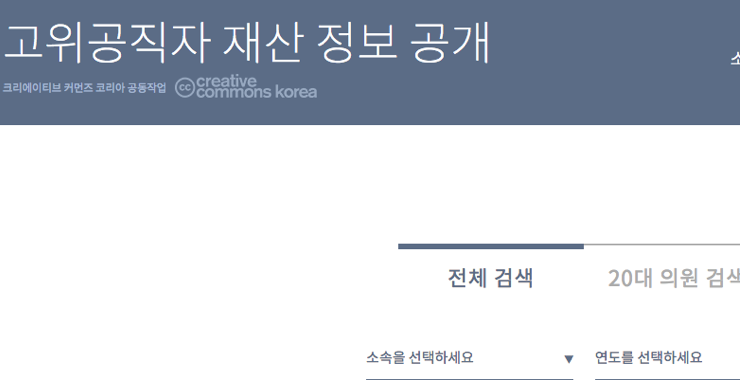 고위공직자 재산 정보 공개
크리에이티브 커먼즈 코리아 공동작업 cc creative commons korea
전체 검색 20대 의원 검색
소속을 선택하세요 ▼ 연도를 선택하세요